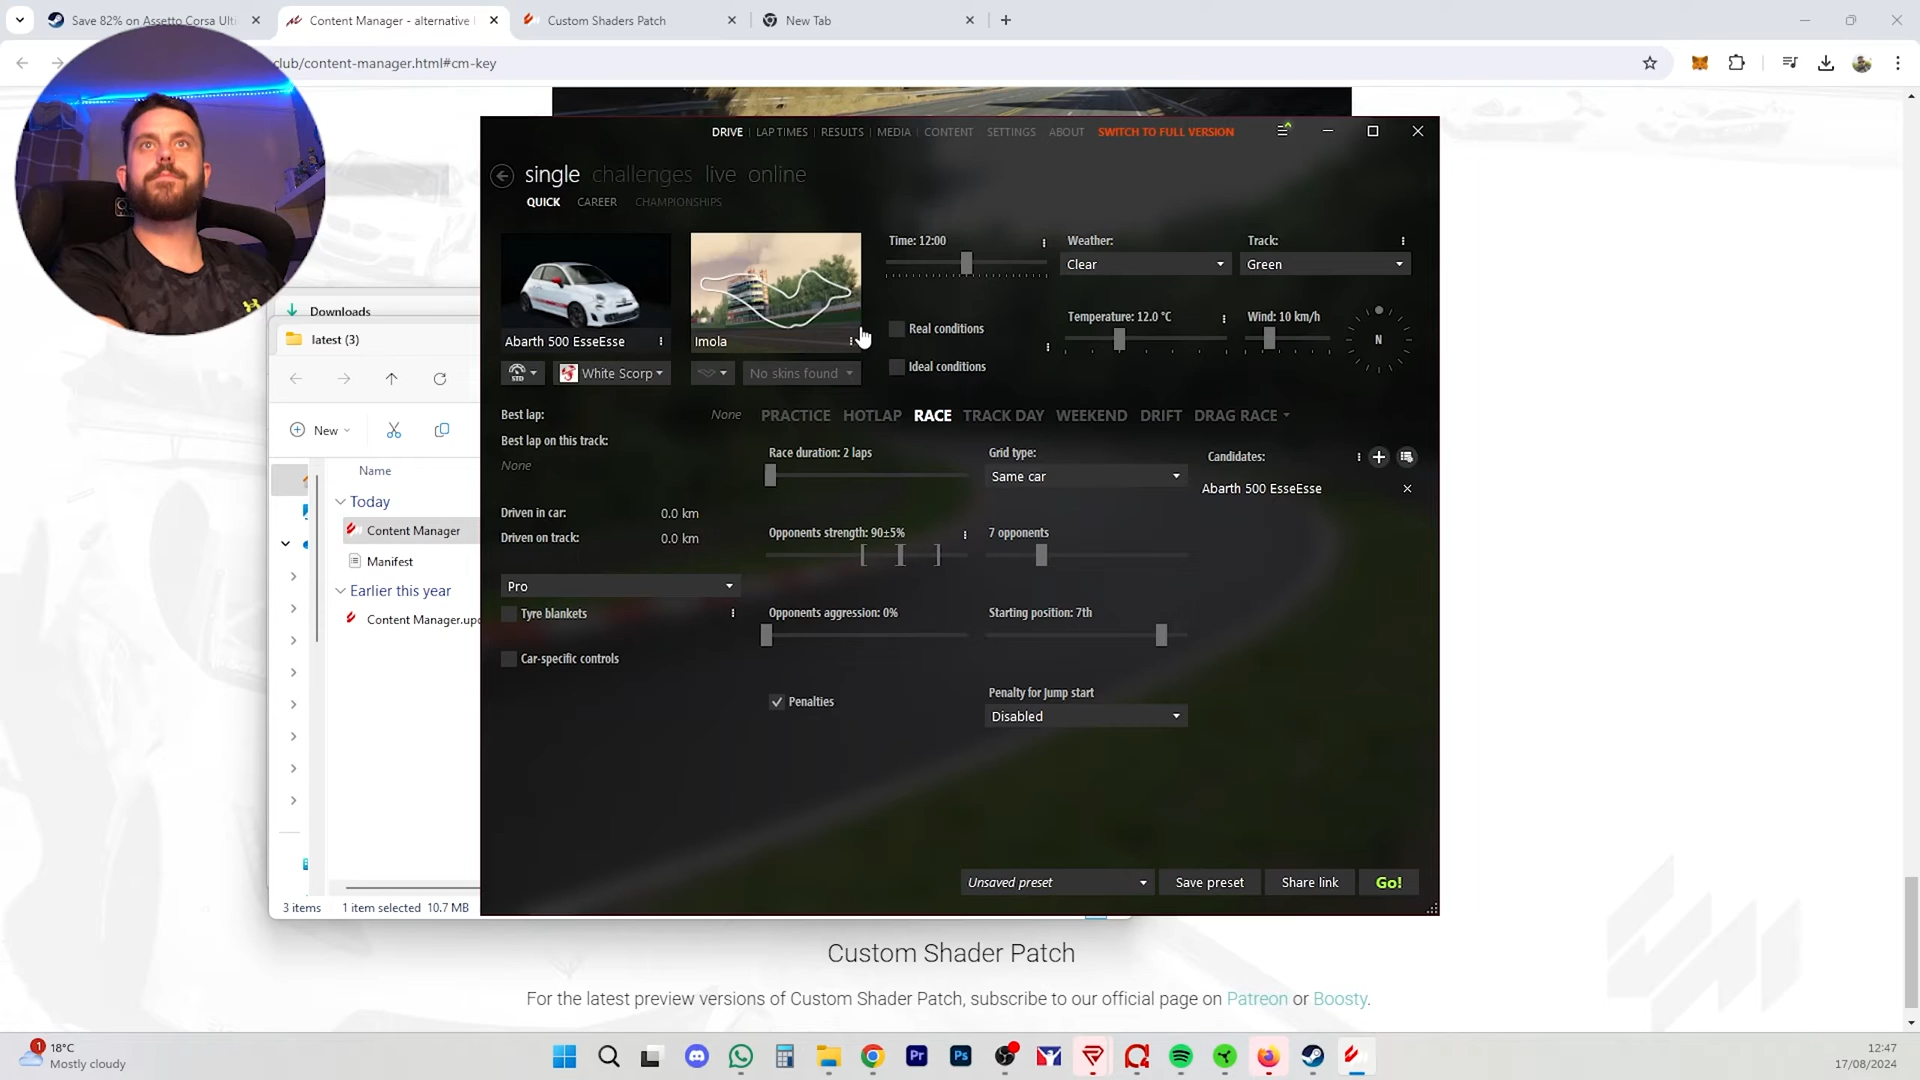 Save 82% on Assetto Corsa Ulti
Content Manager - alternative
Custom Shaders Patch
New Tab
club/content-manager.html#cm-key
DRIVE | LAP TIMES | RESULTS | MEDIA | CONTENT | SETTINGS | ABOUT | SWITCH TO FULL VERSION
single challenges live online
QUICK CAREER CHAMPIONSHIPS
Time: 12:00
Weather:
Track:
Clear
Green
Real conditions
Temperature: 12.0 °C
Wind: 10 km/h
N
Ideal conditions
Abarth 500 EsseEsse
Imola
STD
White Scorp
No skins found
Downloads
latest (3)
New
Name
Today
Content Manager
Manifest
Earlier this year
Content Manager.upd
3 items
1 item selected 10.7 MB
Best lap:
None
Best lap on this track:
None
Driven in car:
0.0 km
Driven on track:
0.0 km
Pro
Tyre blankets
Car-specific controls
PRACTICE HOTLAP RACE TRACK DAY WEEKEND DRIFT DRAG RACE
Race duration: 2 laps
Grid type:
Same car
Candidates:
Abarth 500 EsseEsse
Opponents strength: 90±5%
7 opponents
Opponents aggression: 0%
Starting position: 7th
Penalties
Penalty for jump start
Disabled
Unsaved preset
Save preset
Share link
Go!
Custom Shader Patch
For the latest preview versions of Custom Shader Patch, subscribe to our official page on Patreon or Boosty.
1
18°C
Mostly cloudy
Pr
Ps
12:47
17/08/2024